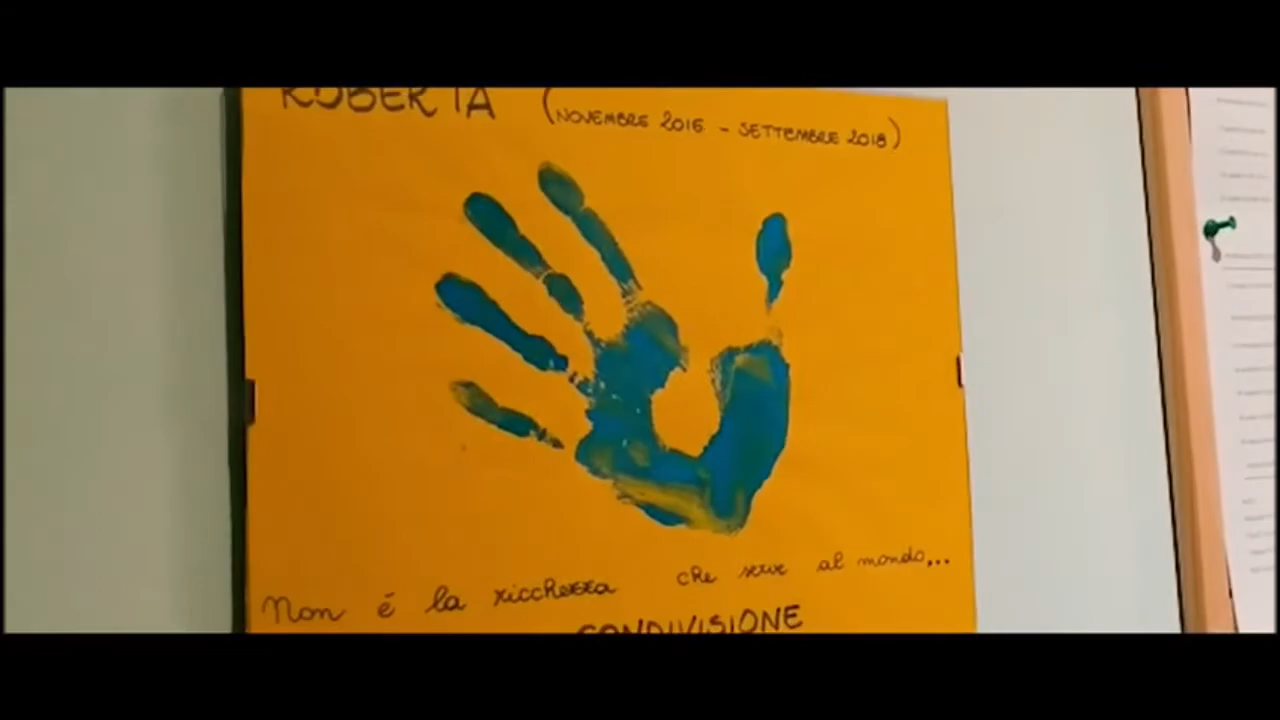 ROBERTA (NOVEMBRE 2016 - SETTEMBRE 2018)
Non é la ricchezza che serve al mondo...
CONDIVISIONE